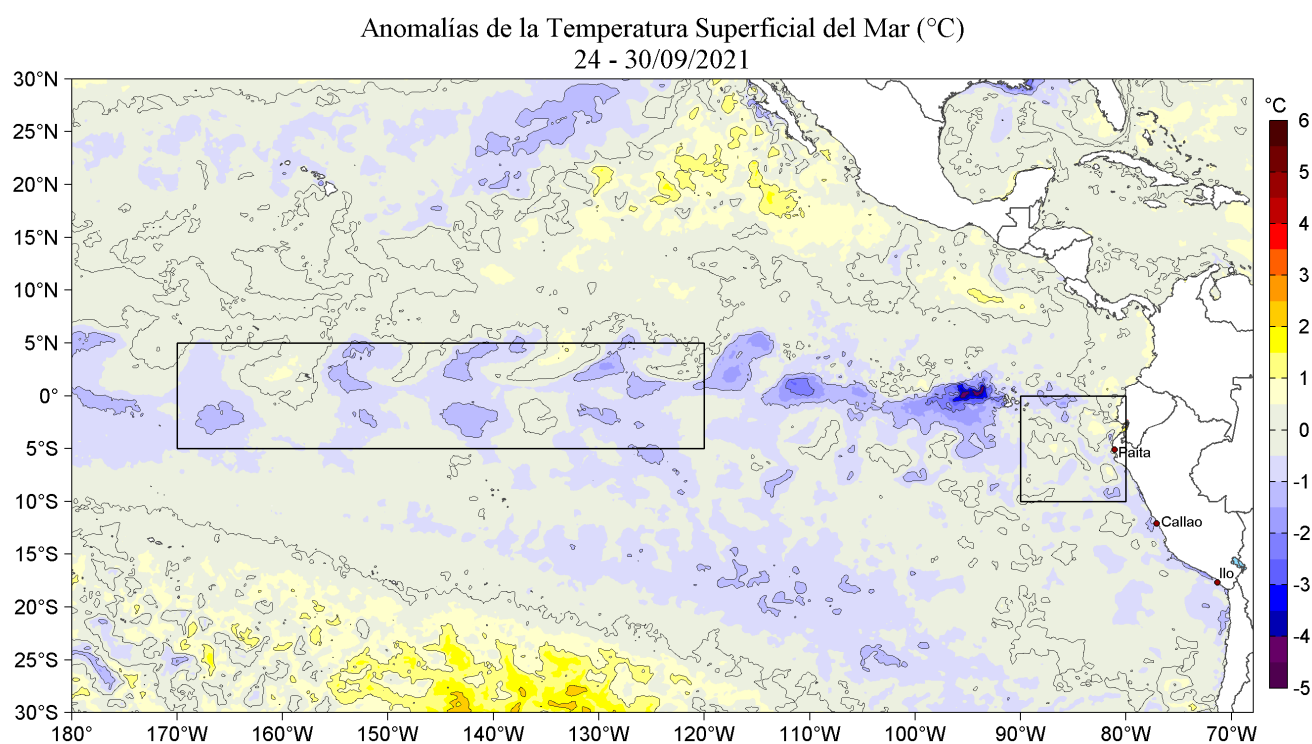 Anomalías de la Temperatura Superficial del Mar (°C)
24 - 30/09/2021
30°N
25°N
20°N
15°N
10°N
5°N
0°
5°S
10°S
15°S
20°S
25°S
30°S
180°
170°W
160°W
150°W
140°W
130°W
120°W
110°W
100°W
90°W
80°W
70°W
Paita
Callao
Ilo
°C
6
5
4
3
2
1
0
-1
-2
-3
-4
-5